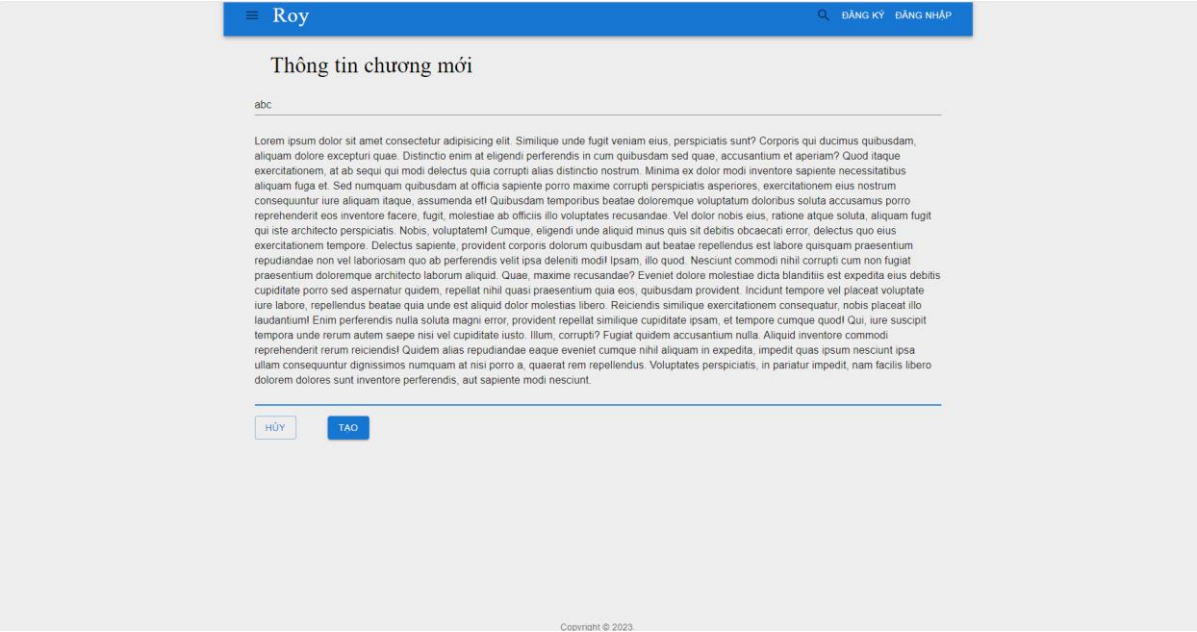 Roy
ĐĂNG KÝ ĐĂNG NHẬP
Thông tin chương mới
abc
Lorem ipsum dolor sit amet consectetur adipisicing elit. Similique unde fugit veniam eius, perspiciatis sunt? Corporis qui ducimus quibusdam,
aliquam dolore excepturi quae. Distinctio enim at eligendi perferendis in cum quibusdam sed quae, accusantium et aperiam? Quod itaque
exercitationem, at ab sequi qui modi delectus quia corrupti alias distinctio nostrum. Minima ex dolor modi inventore sapiente necessitatibus
aliquam fuga et. Sed numquam quibusdam at officia sapiente porro maxime corrupti perspiciatis asperiores, exercitationem eius nostrum
consequuntur iure aliquam itaque, assumenda et! Quibusdam temporibus beatae doloremque voluptatum doloribus soluta accusamus porro
reprehenderit eos inventore facere, fugit, molestiae ab officiis illo voluptates recusandae. Vel dolor nobis eius, ratione atque soluta, aliquam fugit
qui iste architecto perspiciatis. Nobis, voluptatem! Cumque, eligendi unde aliquid minus quis sit debitis obcaecati error, delectus quo eius
exercitationem tempore. Delectus sapiente, provident corporis dolorum quibusdam aut beatae repellendus est labore quisquam praesentium
repudiandae non vel laboriosam quo ab perferendis velit ipsa deleniti modi! Ipsam, illo quod. Nesciunt commodi nihil corrupti cum non fugiat
praesentium doloremque architecto laborum aliquid. Quae, maxime recusandae? Eveniet dolore molestiae dicta blanditiis est expedita eius debitis
cupiditate porro sed aspernatur quidem, repellat nihil quasi praesentium quia eos, quibusdam provident. Incidunt tempore vel placeat voluptate
iure labore, repellendus beatae quia unde est aliquid dolor molestias libero. Reiciendis similique exercitationem consequatur, nobis placeat illo
laudantium! Enim perferendis nulla soluta magni error, provident repellat similique cupiditate ipsam, et tempore cumque quod! Qui, iure suscipit
tempora unde rerum autem saepe nisi vel cupiditate iusto. Illum, corrupti? Fugiat quidem accusantium nulla. Aliquid inventore commodi
reprehenderit rerum reiciendis! Quidem alias repudiandae eaque eveniet cumque nihil aliquam in expedita, impedit quas ipsum nesciunt ipsa
ullam consequuntur dignissimos numquam at nisi porro a, quaerat rem repellendus. Voluptates perspiciatis, in pariatur impedit, nam facilis libero
dolorem dolores sunt inventore perferendis, aut sapiente modi nesciunt.
HỦY TẠO
Copyright © 2023.